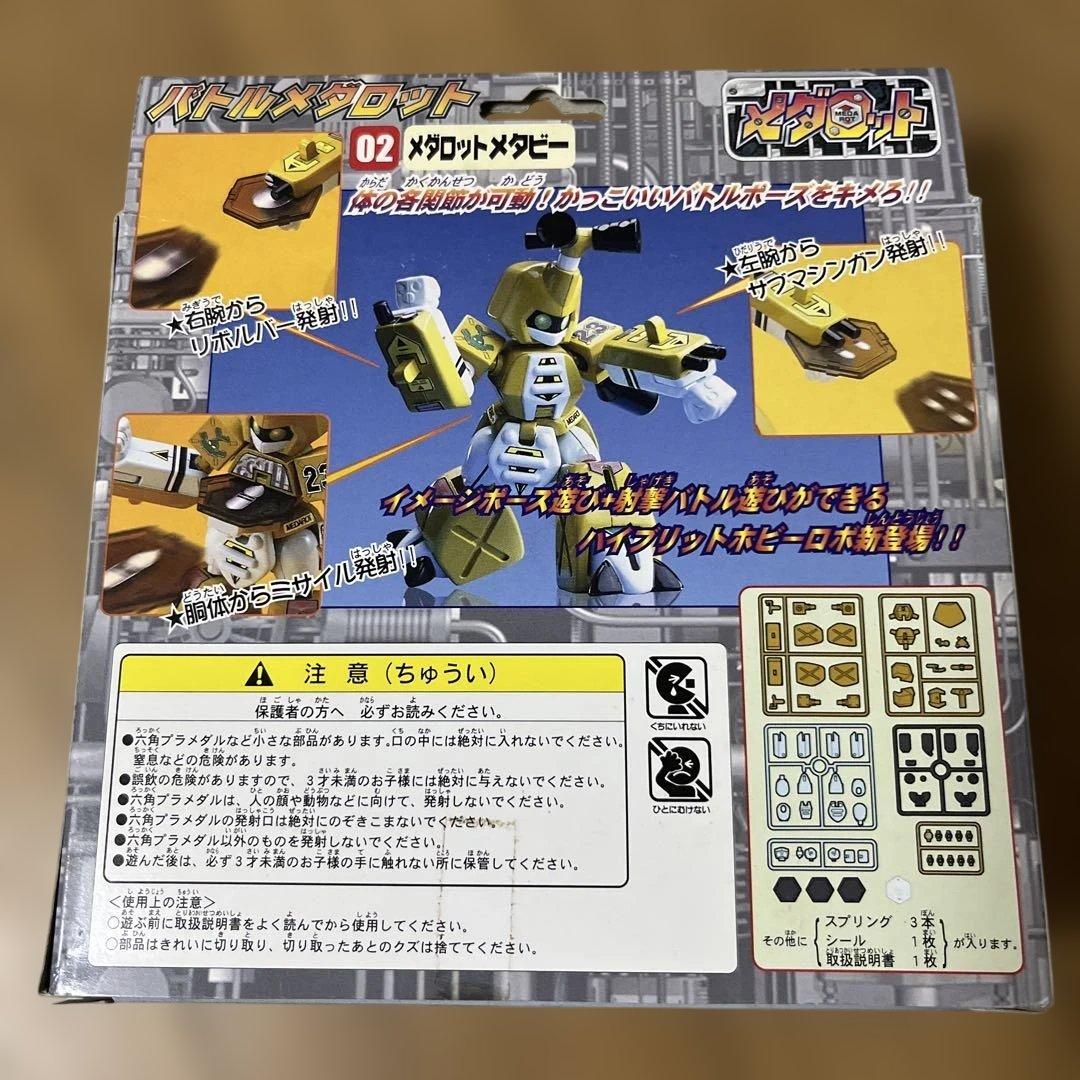 バトルメダロット
メダロット
MEDA
ROT
02 メダロットメタビー
体の各関節が可動！かっこいいバトルポーズをキメろ!!
★右腕から
リボルバー発射!!
★左腕から
サブマシンガン発射!!
23
MEDAROT
★胴体からミサイル発射!!
イメージポーズ遊び+射撃バトル遊びができる
ハイブリットホビーロボ新登場!!
注意（ちゅうい）
保護者の方へ 必ずお読みください。
●六角プラメダルなど小さな部品があります。口の中には絶対に入れないでください。
窒息などの危険があります。
●誤飲の危険がありますので、3才未満のお子様には絶対に与えないでください。
●六角プラメダルは、人の顔や動物などに向けて、発射しないでください。
●六角プラメダルの発射口は絶対にのぞきこまないでください。
●六角プラメダル以外のものを発射しないでください。
●遊んだ後は、必ず3才未満のお子様の手に触れない所に保管してください。
＜使用上の注意＞
○遊ぶ前に取扱説明書をよく読んでから使用してください。
○部品はきれいに切り取り、切り取ったあとのクズは捨ててください。
くちにいれない
ひとにむけない
その他に
スプリング 3本
シール 1枚
取扱説明書 1枚
が入ります。